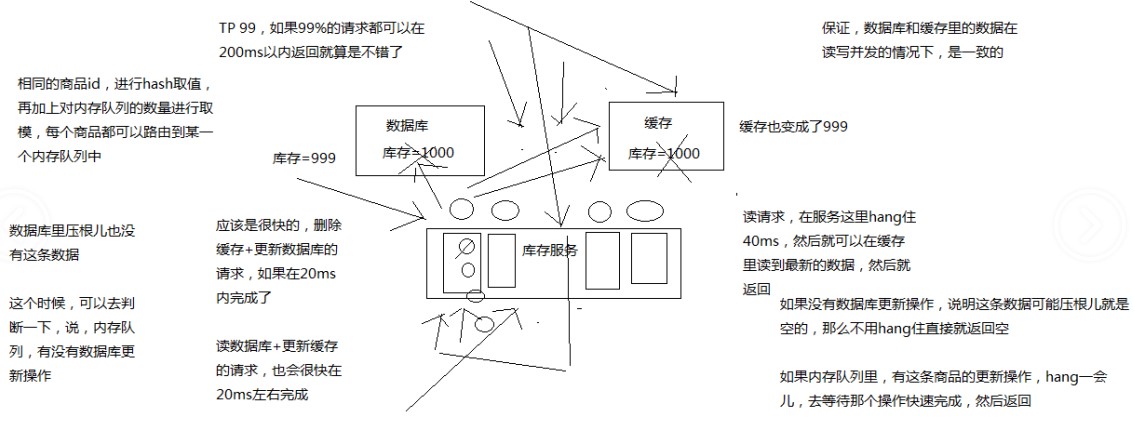 TP 99，如果99%的请求都可以在
200ms以内返回就算是不错了
保证，数据库和缓存里的数据在
读写并发的情况下，是一致的
相同的商品id，进行hash取值，
再加上对内存队列的数量进行取
模，每个商品都可以路由到某一
个内存队列中
数据库
库存=1000
缓存
库存=1000
缓存也变成了999
库存=999
数据库里压根儿也没
有这条数据
这个时候，可以去判
断一下，说，内存队
列，有没有数据库更
新操作
应该是很快的，删除
缓存+更新数据库的
请求，如果在20ms
内完成了
读数据库+更新缓存
的请求，也会很快在
20ms左右完成
库存服务
读请求，在服务这里hang住
40ms，然后就可以在缓存
里读到最新的数据，然后就
返回
如果没有数据库更新操作，说明这条数据可能压根儿就是
空的，那么不用hang住直接就返回空
如果内存队列里，有这条商品的更新操作，hang一会
儿，去等待那个操作快速完成，然后返回